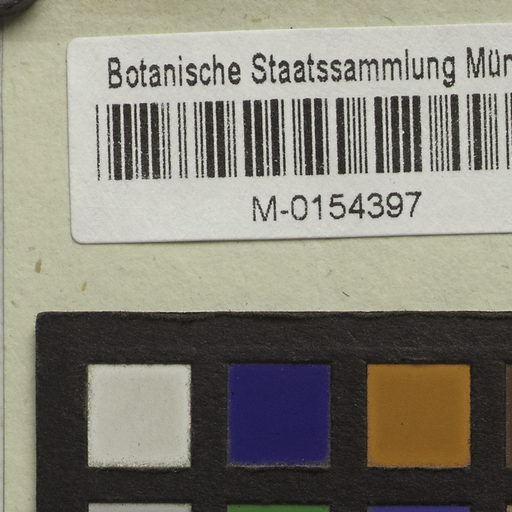 Botanische Staatssammlung Mün
M-0154397